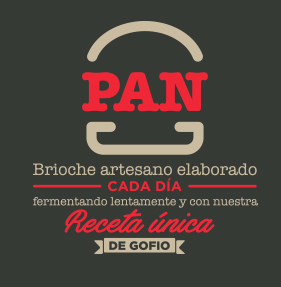 PAN
Brioche artesano elaborado
CADA DÍA
fermentando lentamente y con nuestra
Receta única
DE GOFIO